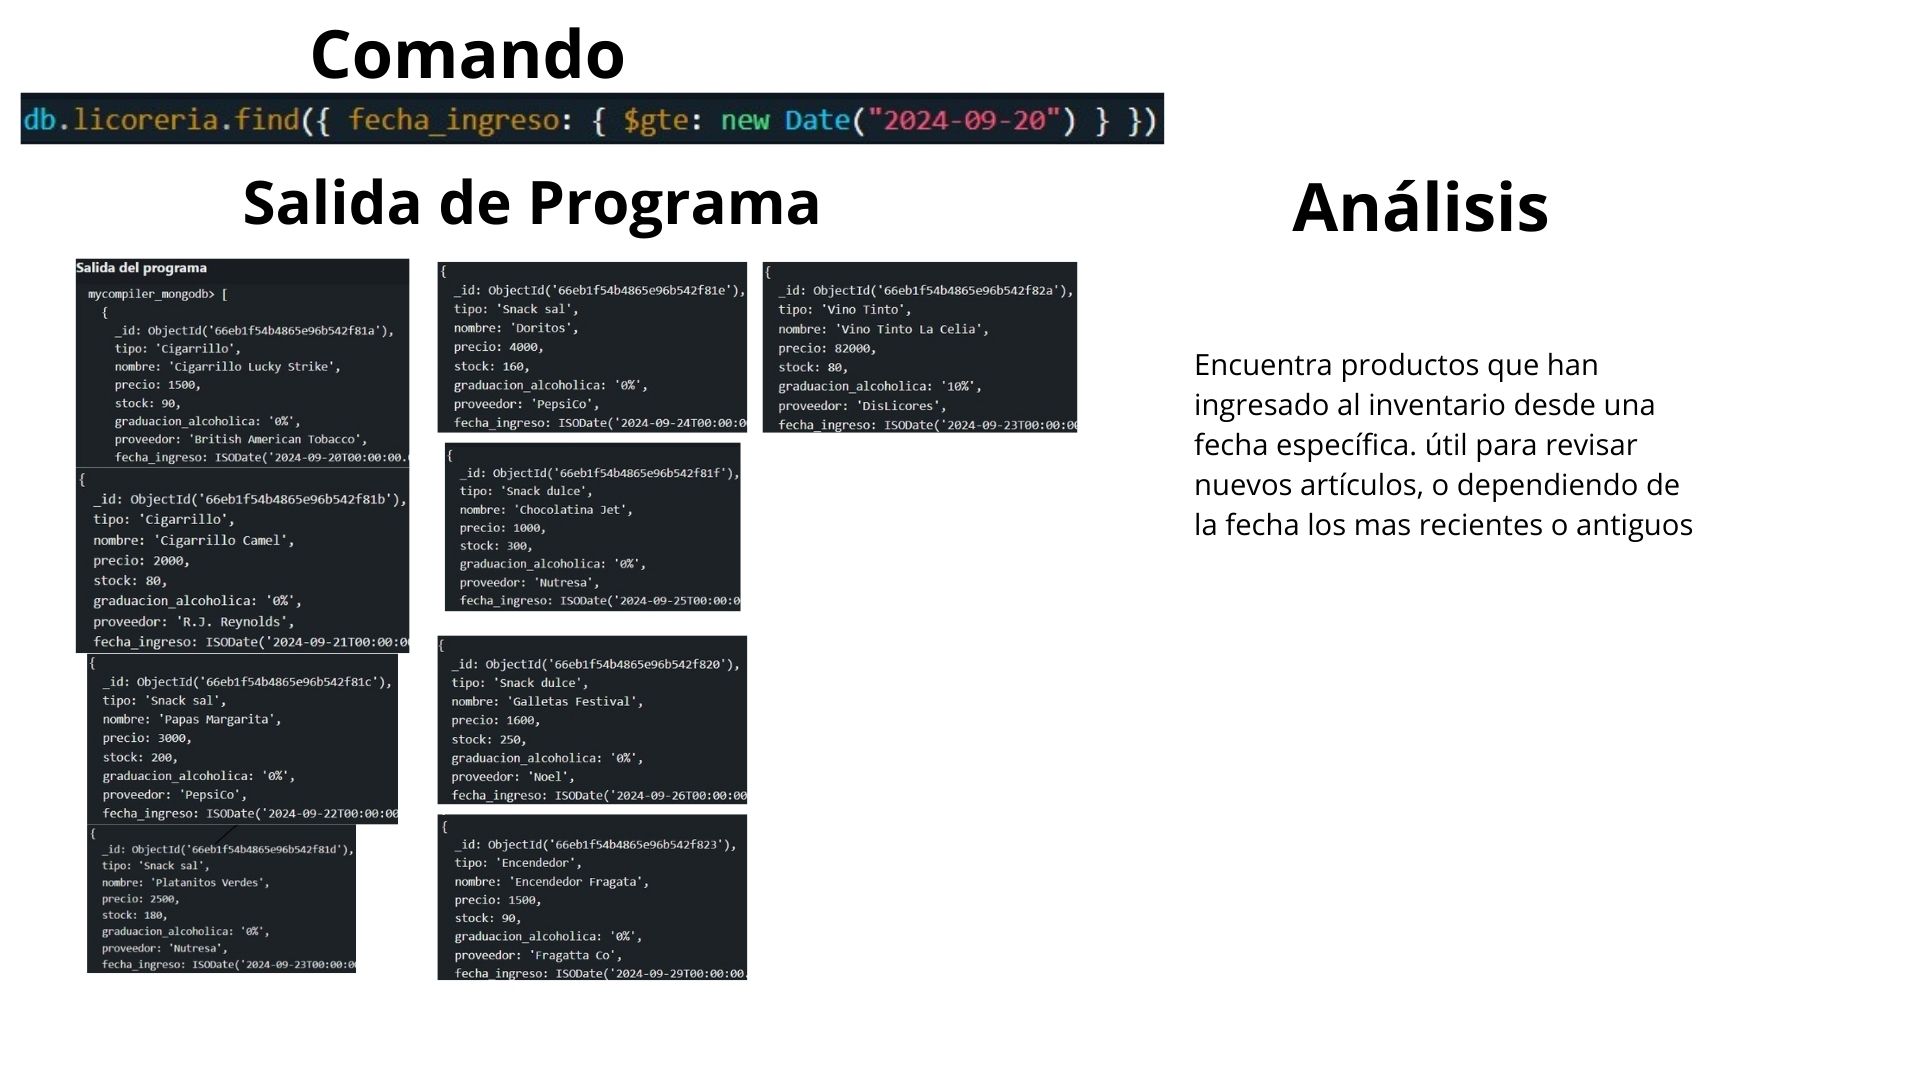 Comando
db.licoreria.find({ fecha_ingreso: { $gte: new Date("2024-09-20") } })
Salida de Programa
Salida del programa
mycompiler_mongodb> [
{
_id: ObjectId('66eb1f54b4865e96b542f81a'),
tipo: 'Cigarrillo',
nombre: 'Cigarrillo Lucky Strike',
precio: 1500,
stock: 90,
graduacion_alcoholica: '0%',
proveedor: 'British American Tobacco',
fecha_ingreso: ISODate('2024-09-20T00:00:00.
{
_id: ObjectId('66eb1f54b4865e96b542f81b'),
tipo: 'Cigarrillo',
nombre: 'Cigarrillo Camel',
precio: 2000,
stock: 80,
graduacion_alcoholica: '0%',
proveedor: 'R.J. Reynolds',
fecha_ingreso: ISODate('2024-09-21T00:00:00
{
_id: ObjectId('66eb1f54b4865e96b542f81c'),
tipo: 'Snack sal',
nombre: 'Papas Margarita',
precio: 3000,
stock: 200,
graduacion_alcoholica: '0%',
proveedor: 'PepsiCo',
fecha_ingreso: ISODate('2024-09-22T00:00:00
{
_id: ObjectId('66eb1f54b4865e96b542f81d'),
tipo: 'Snack sal',
nombre: 'Platanitos Verdes',
precio: 2500,
stock: 180,
graduacion_alcoholica: '0%',
proveedor: 'Nutresa',
fecha_ingreso: ISODate('2024-09-23T00:00:00
{
_id: ObjectId('66eb1f54b4865e96b542f81e'),
tipo: 'Snack sal',
nombre: 'Doritos',
precio: 4000,
stock: 160,
graduacion_alcoholica: '0%',
proveedor: 'PepsiCo',
fecha_ingreso: ISODate('2024-09-24T00:00:0
{
_id: ObjectId('66eb1f54b4865e96b542f81f'),
tipo: 'Snack dulce',
nombre: 'Chocolatina Jet',
precio: 1000,
stock: 300,
graduacion_alcoholica: '0%',
proveedor: 'Nutresa',
fecha_ingreso: ISODate('2024-09-25T00:00:0
{
_id: ObjectId('66eb1f54b4865e96b542f820'),
tipo: 'Snack dulce',
nombre: 'Galletas Festival',
precio: 1600,
stock: 250,
graduacion_alcoholica: '0%',
proveedor: 'Noel',
fecha_ingreso: ISODate('2024-09-26T00:00:00
{
_id: ObjectId('66eb1f54b4865e96b542f823'),
tipo: 'Encendedor',
nombre: 'Encendedor Fragata',
precio: 1500,
stock: 90,
graduacion_alcoholica: '0%',
proveedor: 'Fragatta Co',
fecha_ingreso: ISODate('2024-09-29T00:00:00.
{
_id: ObjectId('66eb1f54b4865e96b542f82a'),
tipo: 'Vino Tinto',
nombre: 'Vino Tinto La Celia',
precio: 82000,
stock: 80,
graduacion_alcoholica: '10%',
proveedor: 'DisLicores',
fecha_ingreso: ISODate('2024-09-23T00:00:00
Análisis
Encuentra productos que han
ingresado al inventario desde una
fecha específica. útil para revisar
nuevos artículos, o dependiendo de
la fecha los mas recientes o antiguos